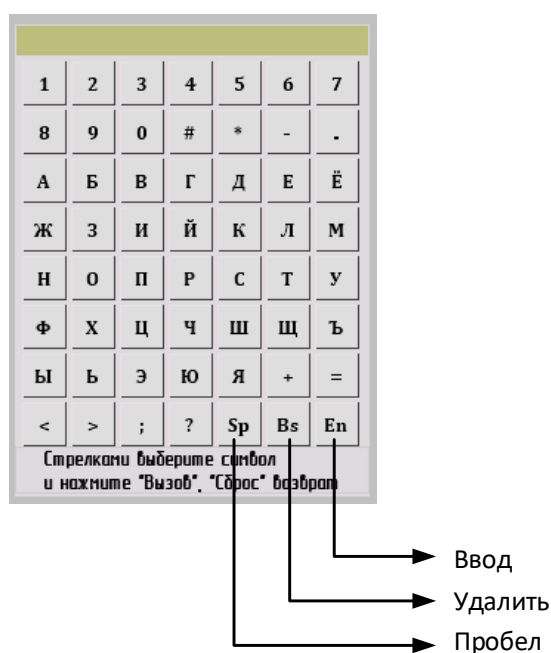 1 2 3 4 5 6 7
8 9 0 # * - .
А Б В Г Д Е Ё
Ж З И Й К Л М
Н О П Р С Т У
Ф Х Ц Ч Ш Щ Ъ
Ы Ь Э Ю Я + =
< > ; ? Sp Bs En
Стрелками выберите символ
и нажмите "Вызов", "Сброс" возврат
Ввод
Удалить
Пробел